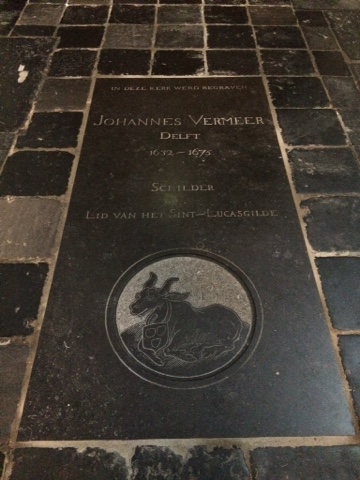 IN DEZE KERK WERD BEGRAVEN
JOHANNES VERMEER
DELFT
1632 - 1675
SCHILDER
LID VAN HET SINT-LUCASGILDE